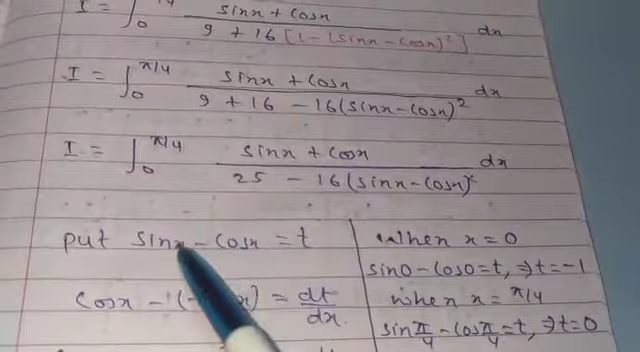 I = ∫₀^π/4 sinx + cosx / 9 + 16[1-(sinx - cosx)²] dx
I = ∫₀^π/4 sinx + cosx / 9 + 16 - 16(sinx - cosx)² dx
I = ∫₀^π/4 sinx + cosx / 25 - 16(sinx - cosx)² dx
put sinx - cosx = t
cosx - (- x) = dt/dx
When x = 0
sin0 - cos0 = t, ⇒ t = -1
when x = π/4
sin π/4 - cos π/4 = t, ⇒ t = 0